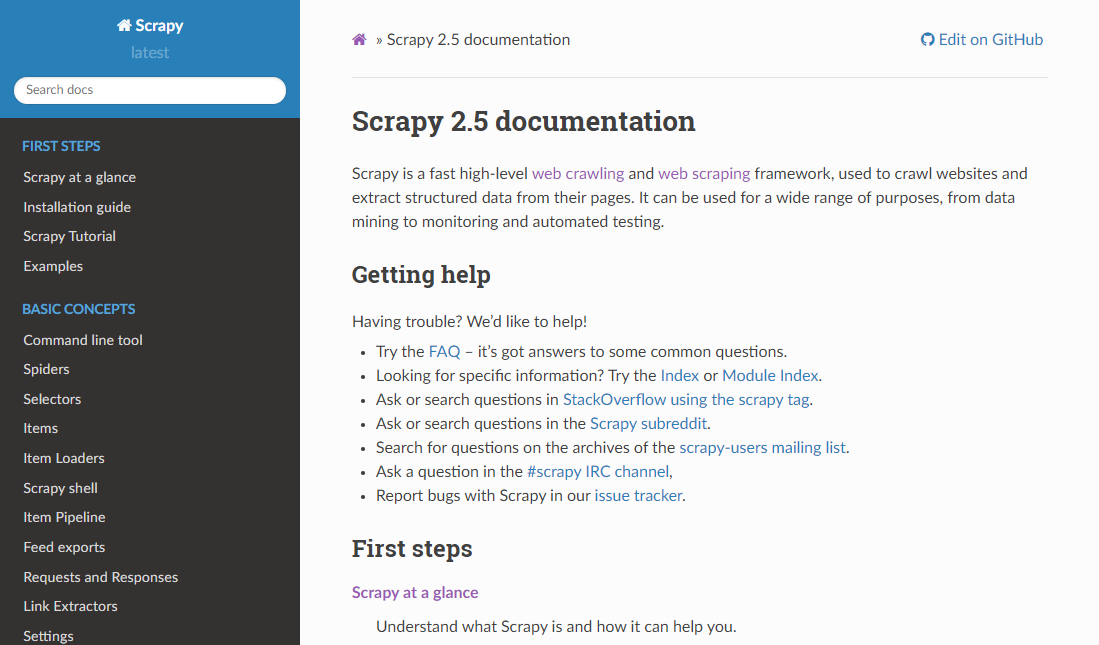 Scrapy
latest
Search docs
FIRST STEPS
Scrapy at a glance
Installation guide
Scrapy Tutorial
Examples
BASIC CONCEPTS
Command line tool
Spiders
Selectors
Items
Item Loaders
Scrapy shell
Item Pipeline
Feed exports
Requests and Responses
Link Extractors
Settings
» Scrapy 2.5 documentation
Edit on GitHub
Scrapy 2.5 documentation
Scrapy is a fast high-level web crawling and web scraping framework, used to crawl websites and
extract structured data from their pages. It can be used for a wide range of purposes, from data
mining to monitoring and automated testing.
Getting help
Having trouble? We’d like to help!
• Try the FAQ – it’s got answers to some common questions.
• Looking for specific information? Try the Index or Module Index.
• Ask or search questions in StackOverflow using the scrapy tag.
• Ask or search questions in the Scrapy subreddit.
• Search for questions on the archives of the scrapy-users mailing list.
• Ask a question in the #scrapy IRC channel,
• Report bugs with Scrapy in our issue tracker.
First steps
Scrapy at a glance
Understand what Scrapy is and how it can help you.